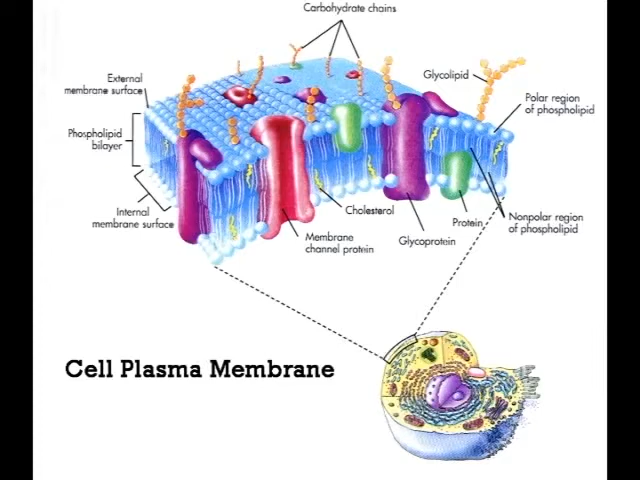 Carbohydrate chains
External
membrane surface
Glycolipid
Polar region
of phospholipid
Phospholipid
bilayer
Internal
membrane surface
Cholesterol
Membrane
channel protein
Glycoprotein
Protein
Nonpolar region
of phospholipid
Cell Plasma Membrane